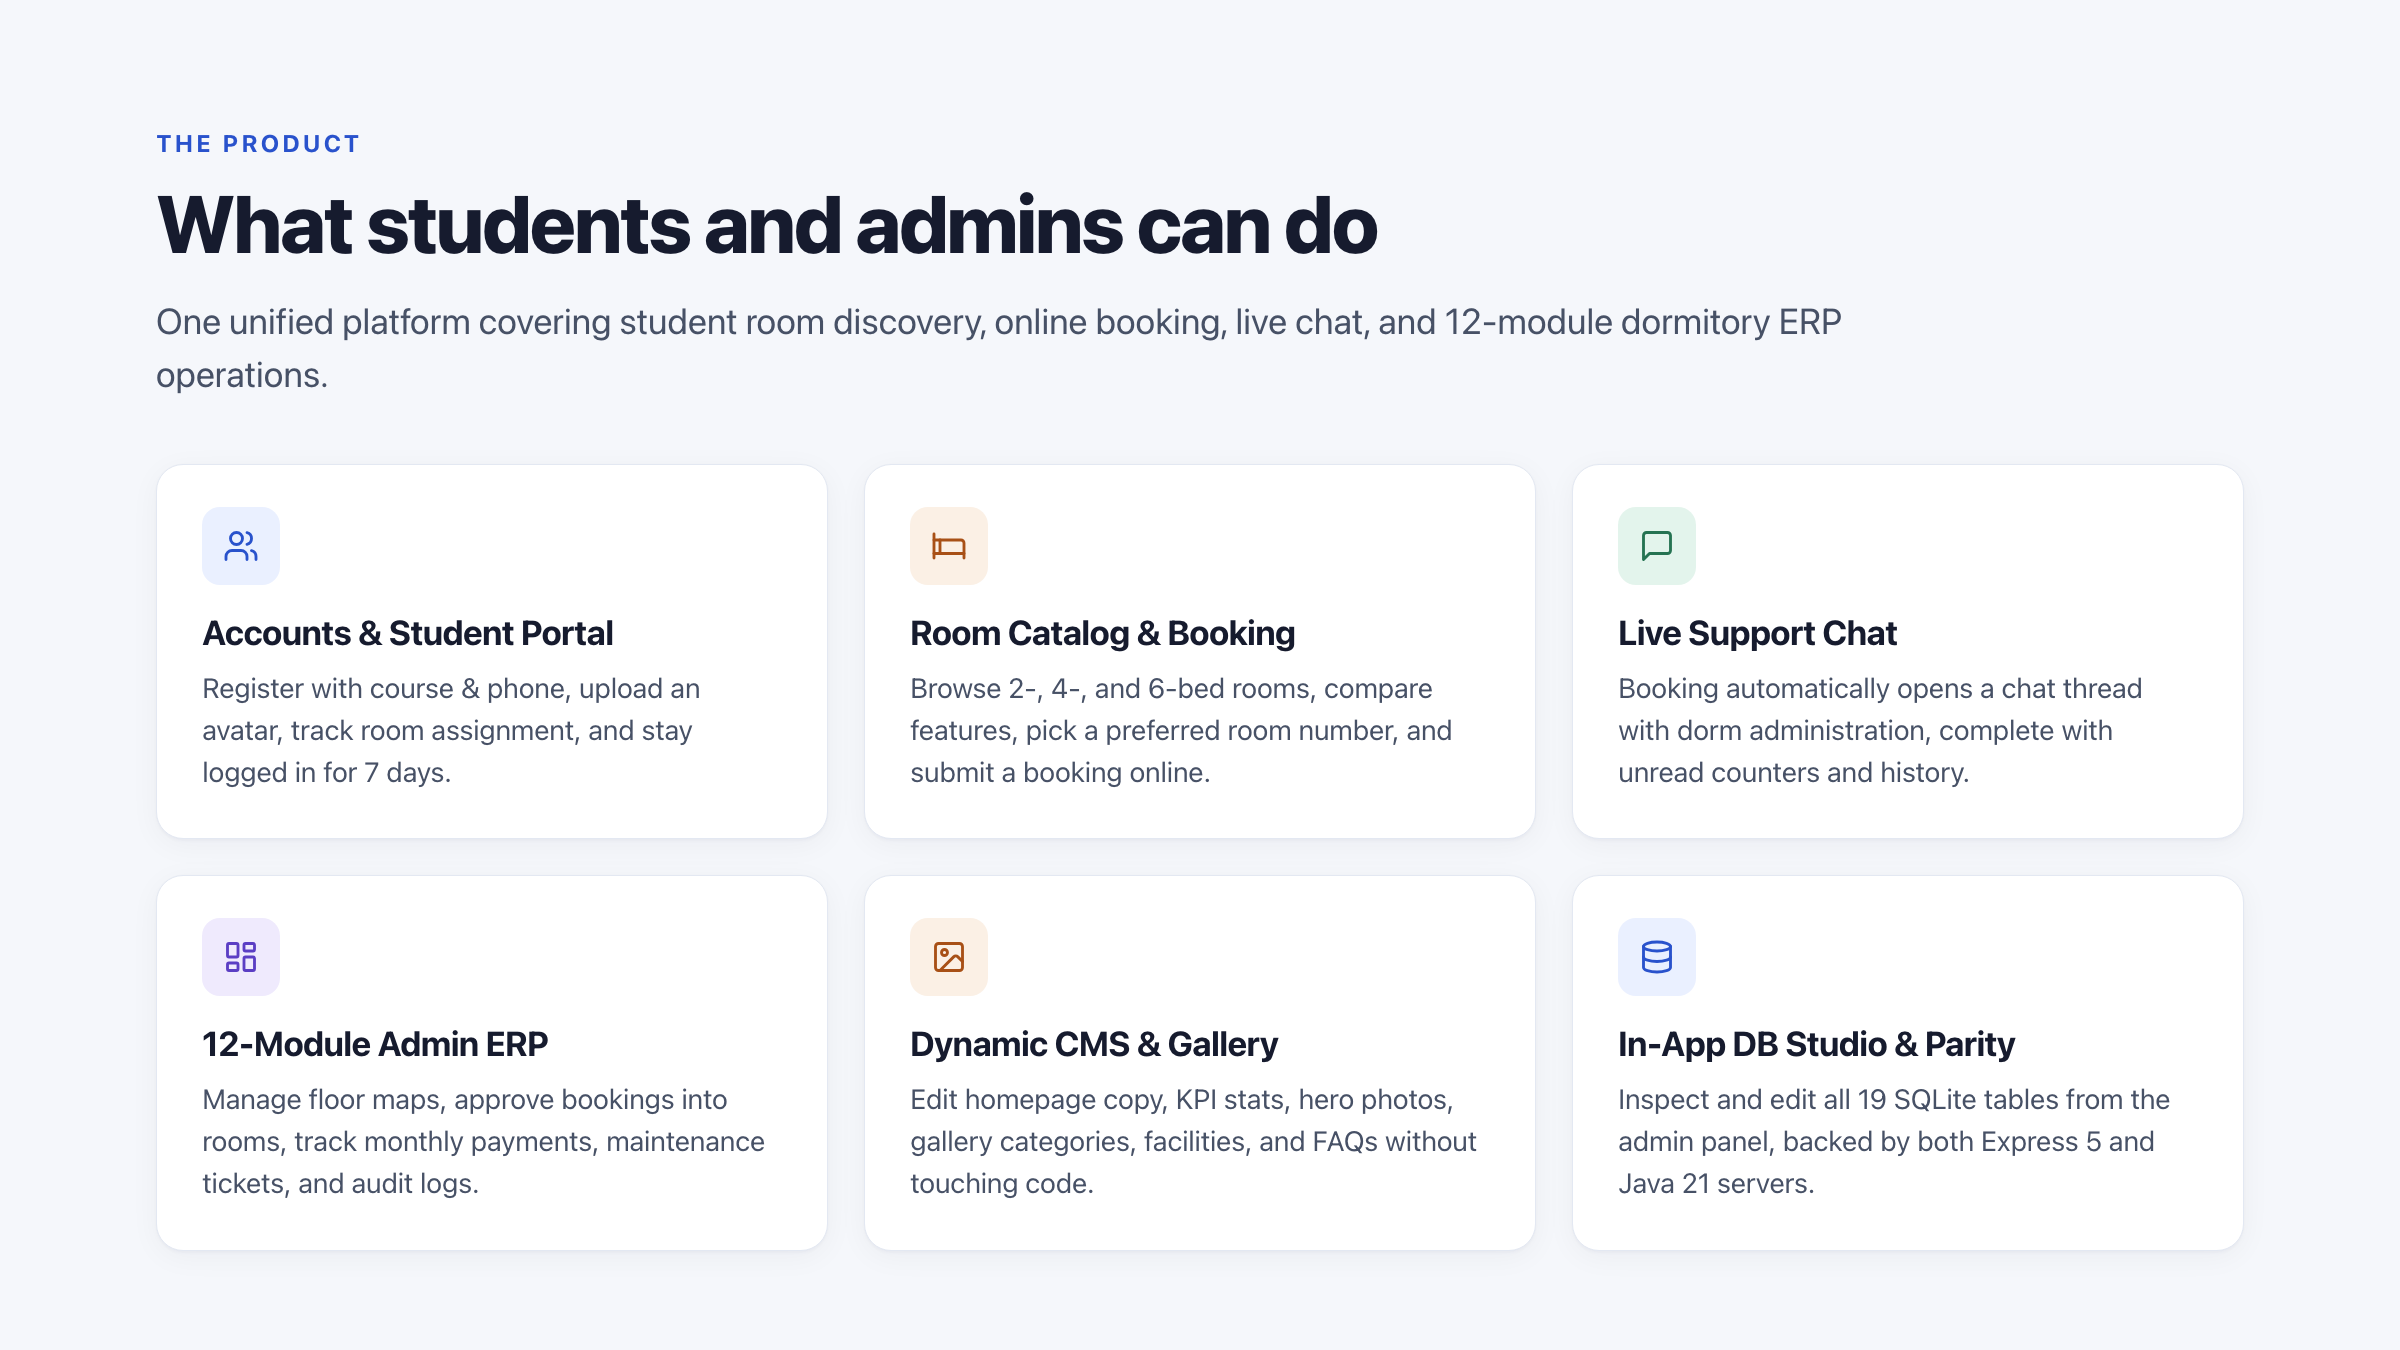 THE PRODUCT
What students and admins can do
One unified platform covering student room discovery, online booking, live chat, and 12-module dormitory ERP
operations.
Accounts & Student Portal
Register with course & phone, upload an
avatar, track room assignment, and stay
logged in for 7 days.
Room Catalog & Booking
Browse 2-, 4-, and 6-bed rooms, compare
features, pick a preferred room number, and
submit a booking online.
Live Support Chat
Booking automatically opens a chat thread
with dorm administration, complete with
unread counters and history.
12-Module Admin ERP
Manage floor maps, approve bookings into
rooms, track monthly payments, maintenance
tickets, and audit logs.
Dynamic CMS & Gallery
Edit homepage copy, KPI stats, hero photos,
gallery categories, facilities, and FAQs without
touching code.
In-App DB Studio & Parity
Inspect and edit all 19 SQLite tables from the
admin panel, backed by both Express 5 and
Java 21 servers.